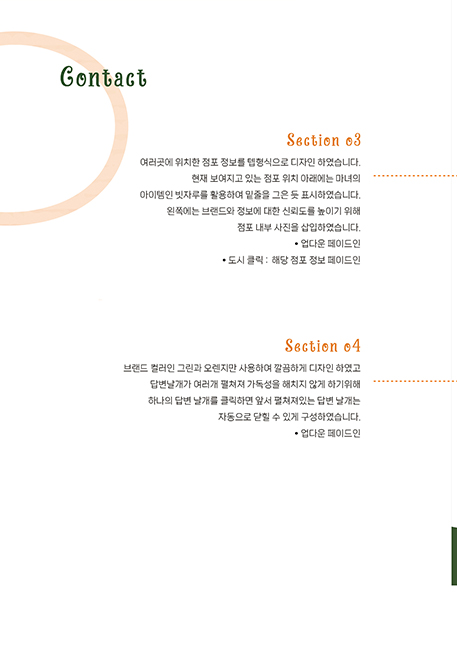 Contact
Section 03
여러곳에 위치한 점포 정보를 텝형식으로 디자인 하였습니다.
현재 보여지고 있는 점포 위치 아래에는 마녀의
아이템인 빗자루를 활용하여 밑줄을 그은 듯 표시하였습니다.
왼쪽에는 브랜드와 정보에 대한 신뢰도를 높이기 위해
점포 내부 사진을 삽입하였습니다.
• 업다운 페이드인
• 도시 클릭 : 해당 점포 정보 페이드인
Section 04
브랜드 컬러인 그린과 오렌지만 사용하여 깔끔하게 디자인 하였고
답변날개가 여러개 펼쳐져 가독성을 해치지 않게 하기위해
하나의 답변 날개를 클릭하면 앞서 펼쳐져있는 답변 날개는
자동으로 닫힐 수 있게 구성하였습니다.
• 업다운 페이드인